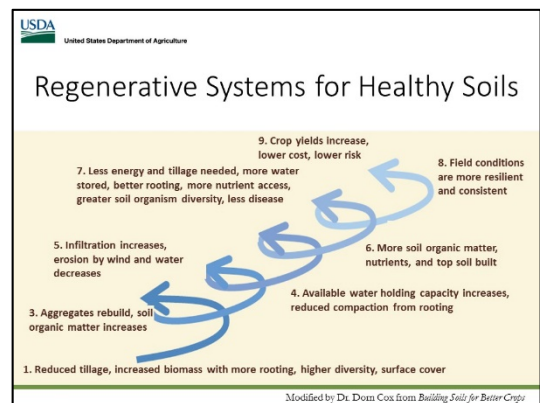 USDA
United States Department of Agriculture
Regenerative Systems for Healthy Soils
9. Crop yields increase,
lower cost, lower risk
7. Less energy and tillage needed, more water
stored, better rooting, more nutrient access,
greater soil organism diversity, less disease
8. Field conditions
are more resilient
and consistent
5. Infiltration increases,
erosion by wind and water
decreases
6. More soil organic matter,
nutrients, and top soil built
3. Aggregates rebuild, soil
organic matter increases
4. Available water holding capacity increases,
reduced compaction from rooting
1. Reduced tillage, increased biomass with more rooting, higher diversity, surface cover
Modified by Dr. Dorn Cox from Building Soils for Better Crops